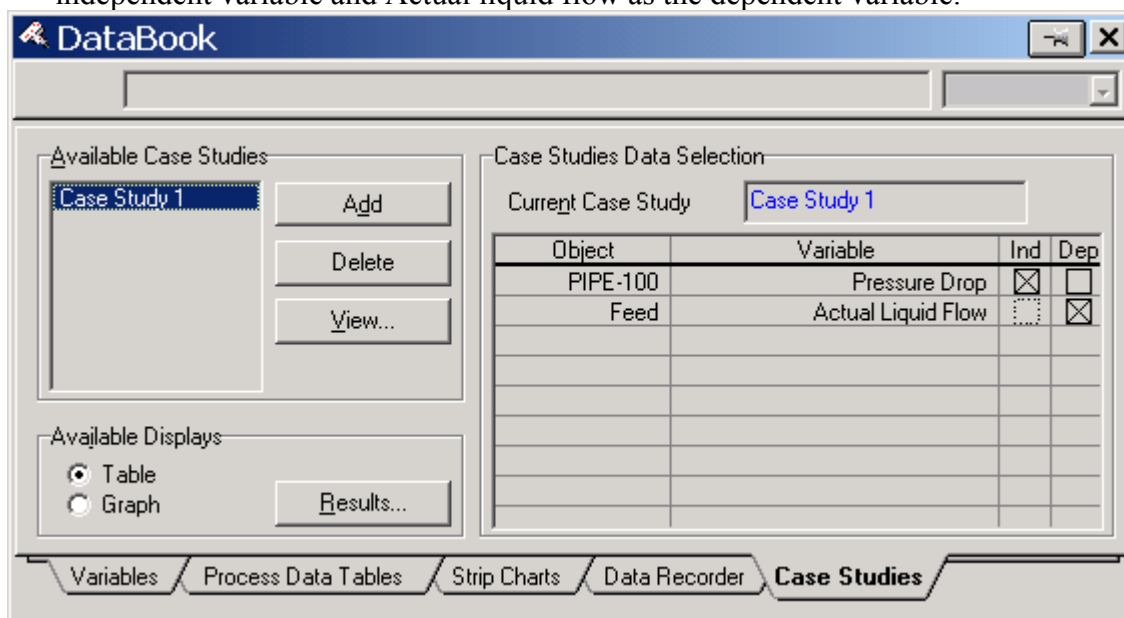 independent variable and Actual liquid flow as the dependent variable.
DataBook
Available Case Studies
Case Study 1
Add
Delete
View...
Available Displays
Table
Graph
Results...
Case Studies Data Selection
Current Case Study Case Study 1
Object Variable Ind Dep
PIPE-100 Pressure Drop
Feed Actual Liquid Flow
Variables Process Data Tables Strip Charts Data Recorder Case Studies